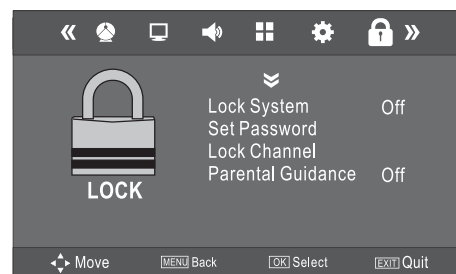 Lock System Off
Set Password
Lock Channel
Parental Guidance Off
LOCK
Move MENU Back OK Select EXIT Quit